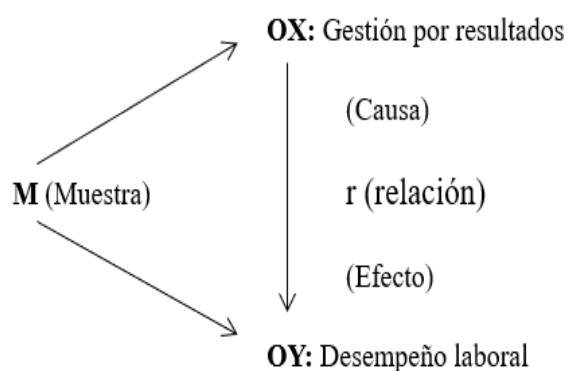 OX: Gestión por resultados
(Causa)
M (Muestra)
r (relación)
(Efecto)
OY: Desempeño laboral